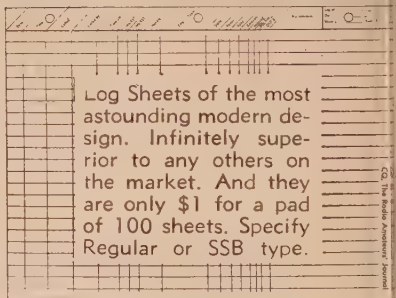 Log Sheets of the most
astounding modern de-
sign. Infinitely supe-
rior to any others on
the market. And they
are only $1 for a pad
of 100 sheets. Specify
Regular or SSB type.
CQ, The Radio Amateurs' Journal